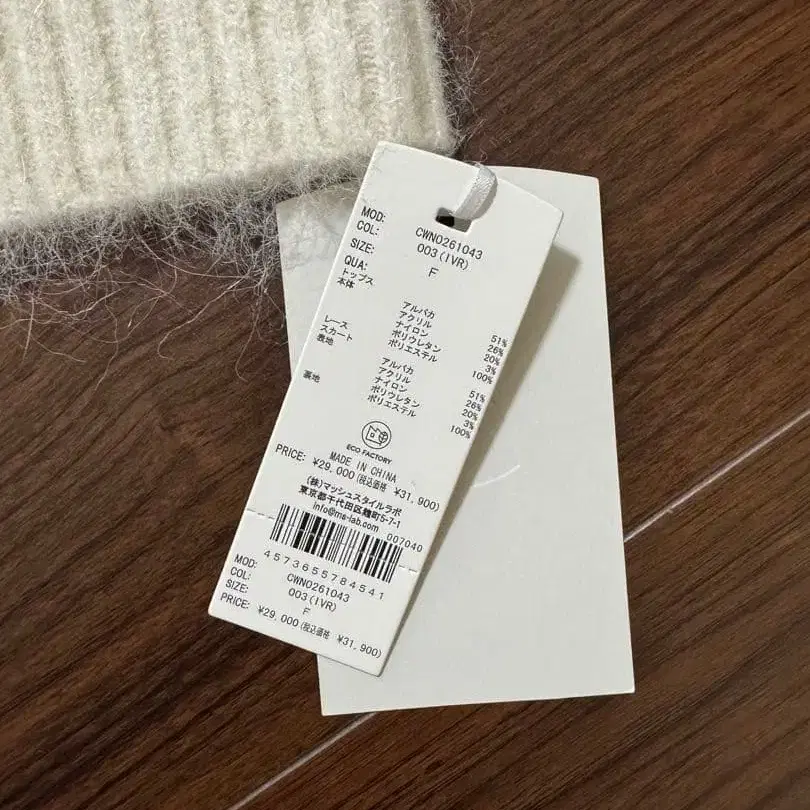 MOD: CWNO261043
COL: 003(IVR)
SIZE: F
QUA:
トップス
本体 アルパカ 51%
アクリル 26%
ナイロン 20%
ポリウレタン 3%
レース ポリエステル 100%
スカート
表地 アルパカ 51%
アクリル 26%
ナイロン 20%
ポリウレタン 3%
裏地 ポリエステル 100%
ECO FACTORY
MADE IN CHINA
PRICE: ¥29,000(税込価格 ¥31,900)
(株)マッシュスタイルラボ
東京都千代田区麹町5-7-1
info@ms-lab.com
007040
4573655784541
MOD: CWNO261043
COL: 003(IVR)
SIZE: F
PRICE: ¥29,000(税込価格 ¥31,900)